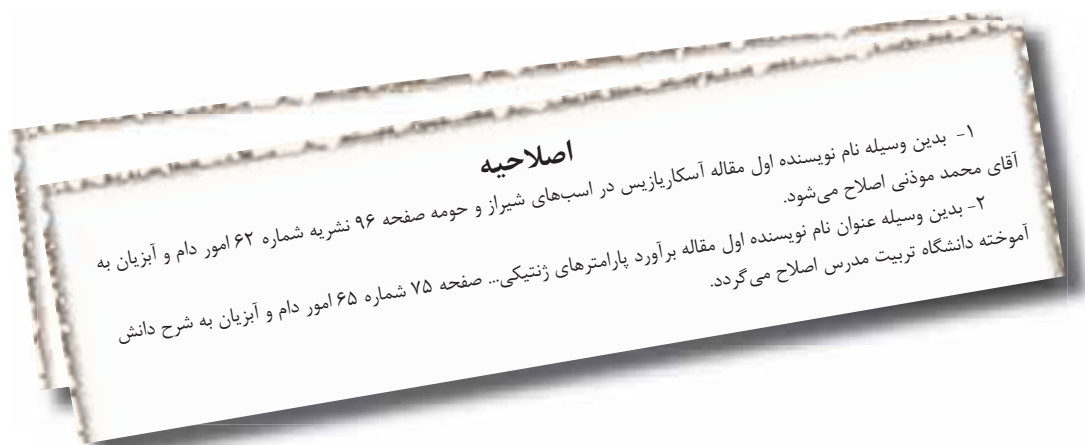 اصلاحیه
۱- بدین وسیله نام نویسنده اول مقاله آسکاریازیس در اسب‌های شیراز و حومه صفحه ۹۶ نشریه شماره ۶۲ امور دام و آبزیان به
آقای محمد موذنی اصلاح می‌شود.
۲- بدین وسیله عنوان نام نویسنده اول مقاله برآورد پارامترهای ژنتیکی... صفحه ۷۵ شماره ۶۵ امور دام و آبزیان به شرح دانش
آموخته دانشگاه تربیت مدرس اصلاح می‌گردد.